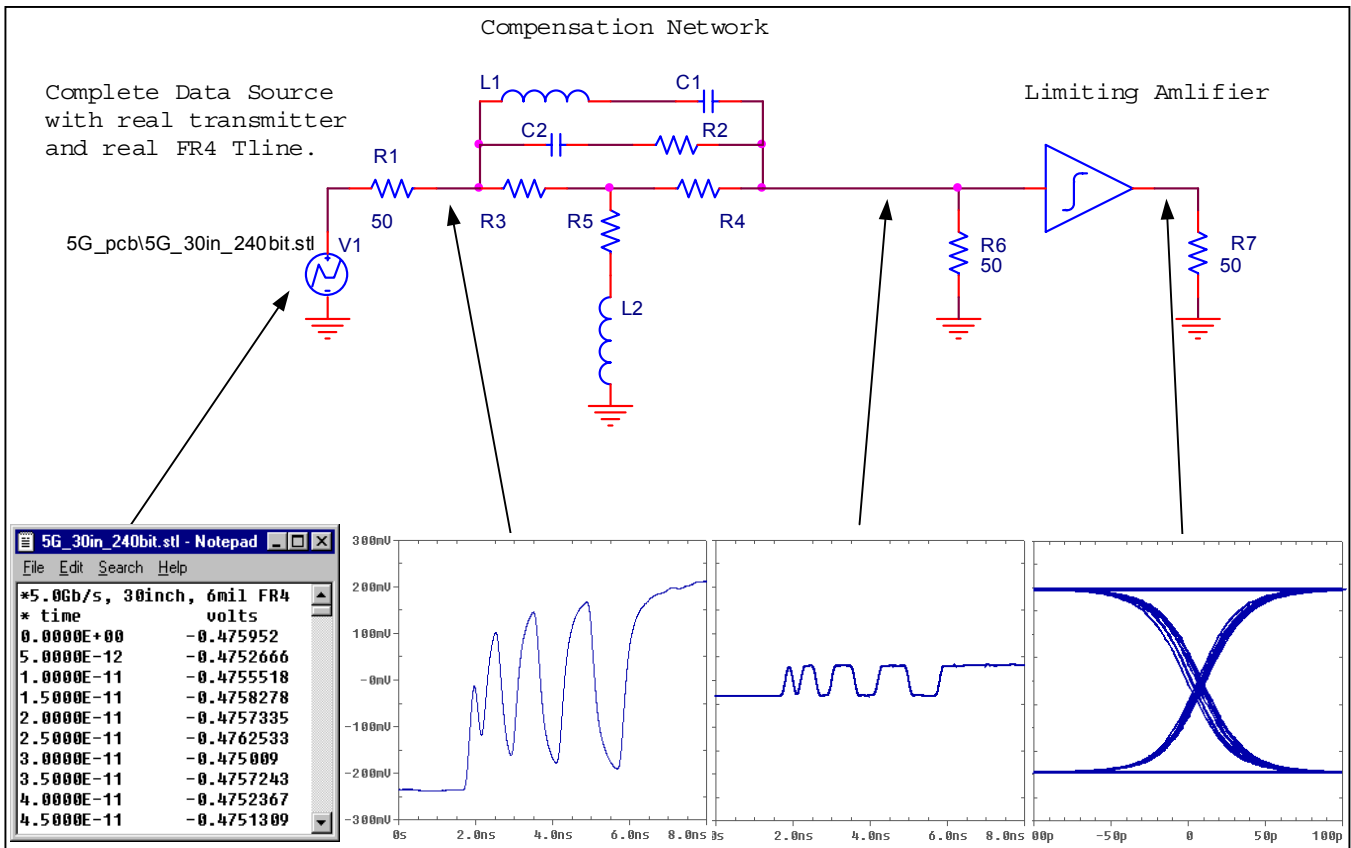 Compensation Network
Complete Data Source
with real transmitter
and real FR4 Tline.
Limiting Amlifier
L1
C1
C2
R2
R1
50
R3
R5
R4
5G_pcb\5G_30in_240bit.stl
V1
L2
R6
50
R7
50
5G_30in_240bit.stl - Notepad
File Edit Search Help
*5.0Gb/s, 30inch, 6mil FR4
* time volts
0.0000E+00 -0.475952
5.0000E-12 -0.4752666
1.0000E-11 -0.4755518
1.5000E-11 -0.4758278
2.0000E-11 -0.4757335
2.5000E-11 -0.4762533
3.0000E-11 -0.475009
3.5000E-11 -0.4757243
4.0000E-11 -0.4752367
4.5000E-11 -0.4751309
300mV
200mV
100mV
-0mV
-100mV
-200mV
-300mV
0s 2.0ns 4.0ns 6.0ns 8.0ns
2.0ns 4.0ns 6.0ns 8.0ns
00p -50p 0 50p 100p